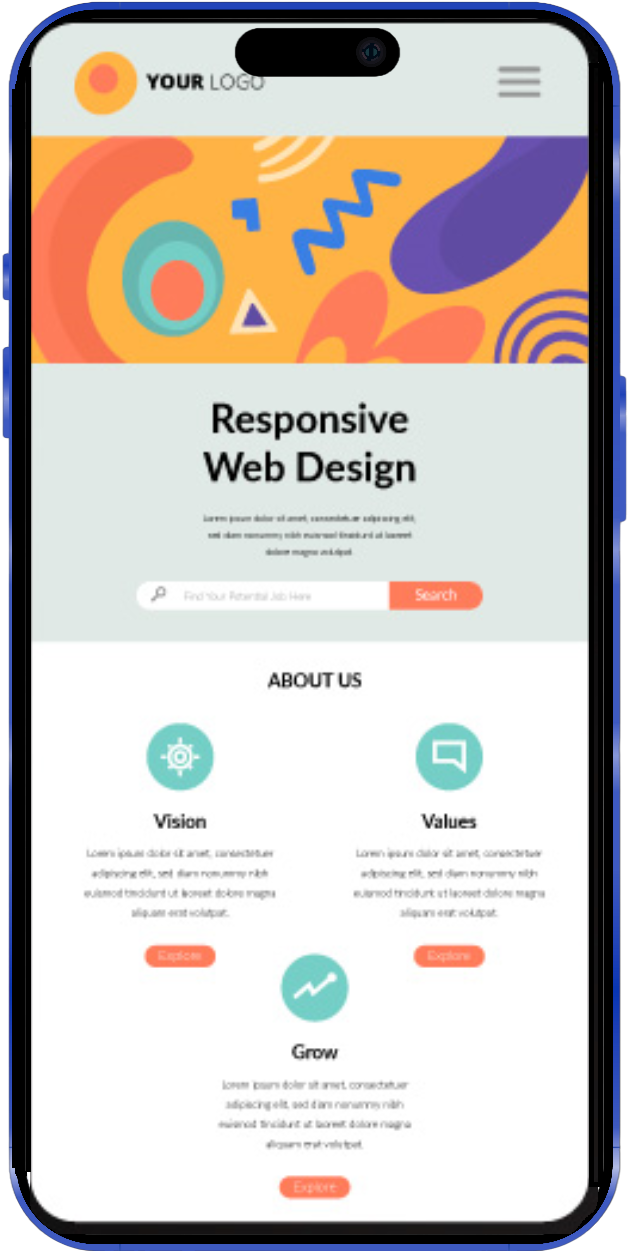 YOUR LOGO
Responsive
Web Design
Lorem ipsum dolor sit amet, consectetuer adipiscing elit,
sed diam nonummy nibh euismod tincidunt ut laoreet
dolore magna volutpat.
Find Your Potential Job Here
Search
ABOUT US
Vision
Lorem ipsum dolor sit amet, consectetuer
adipiscing elit, sed diam nonummy nibh
euismod tincidunt ut laoreet dolore magna
aliquam erat volutpat.
Explore
Values
Lorem ipsum dolor sit amet, consectetuer
adipiscing elit, sed diam nonummy nibh
euismod tincidunt ut laoreet dolore magna
aliquam erat volutpat.
Explore
Grow
Lorem ipsum dolor sit amet, consectetuer
adipiscing elit, sed diam nonummy nibh
euismod tincidunt ut laoreet dolore magna
aliquam erat volutpat.
Explore